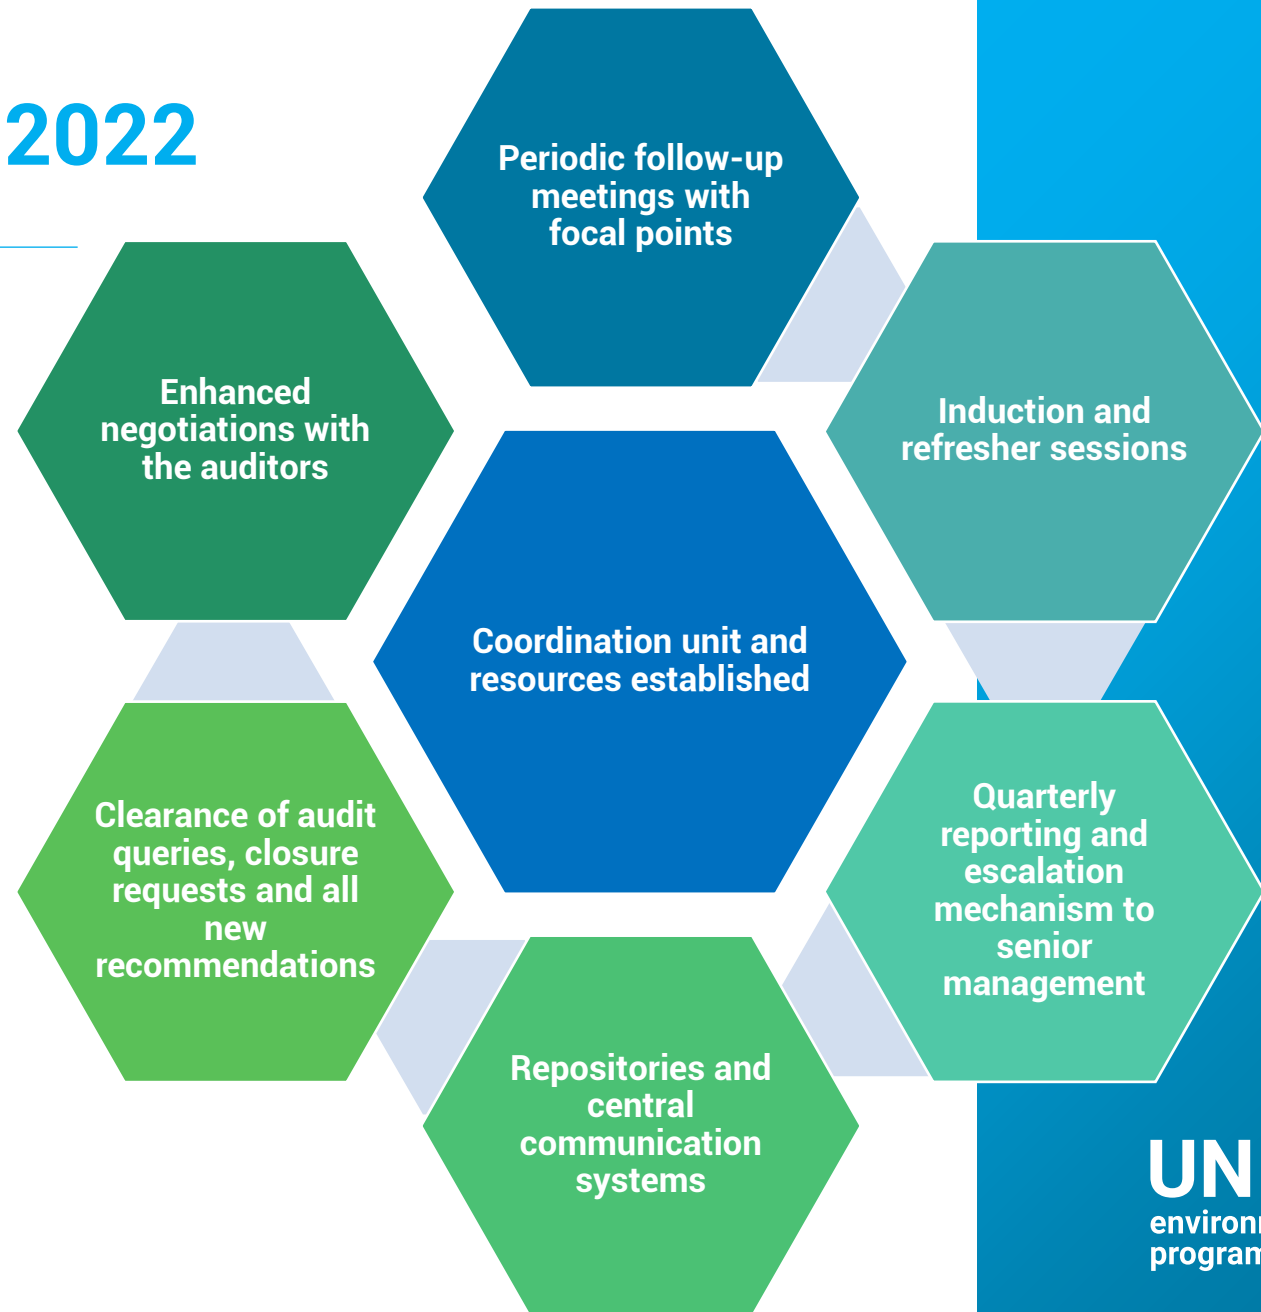 2022
Periodic follow-up
meetings with
focal points
Enhanced
negotiations with
the auditors
Induction and
refresher sessions
Coordination unit and
resources established
Clearance of audit
queries, closure
requests and all
new
recommendations
Quarterly
reporting and
escalation
mechanism to
senior
management
Repositories and
central
communication
systems
UN
environ
program